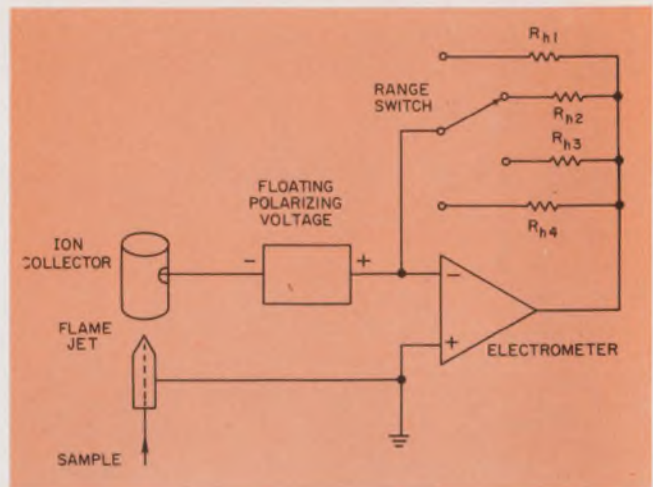 Rh1
RANGE
SWITCH
Rh2
Rh3
FLOATING
POLARIZING
VOLTAGE
Rh4
ION
COLLECTOR
-
+
-
+
FLAME
JET
ELECTROMETER
SAMPLE